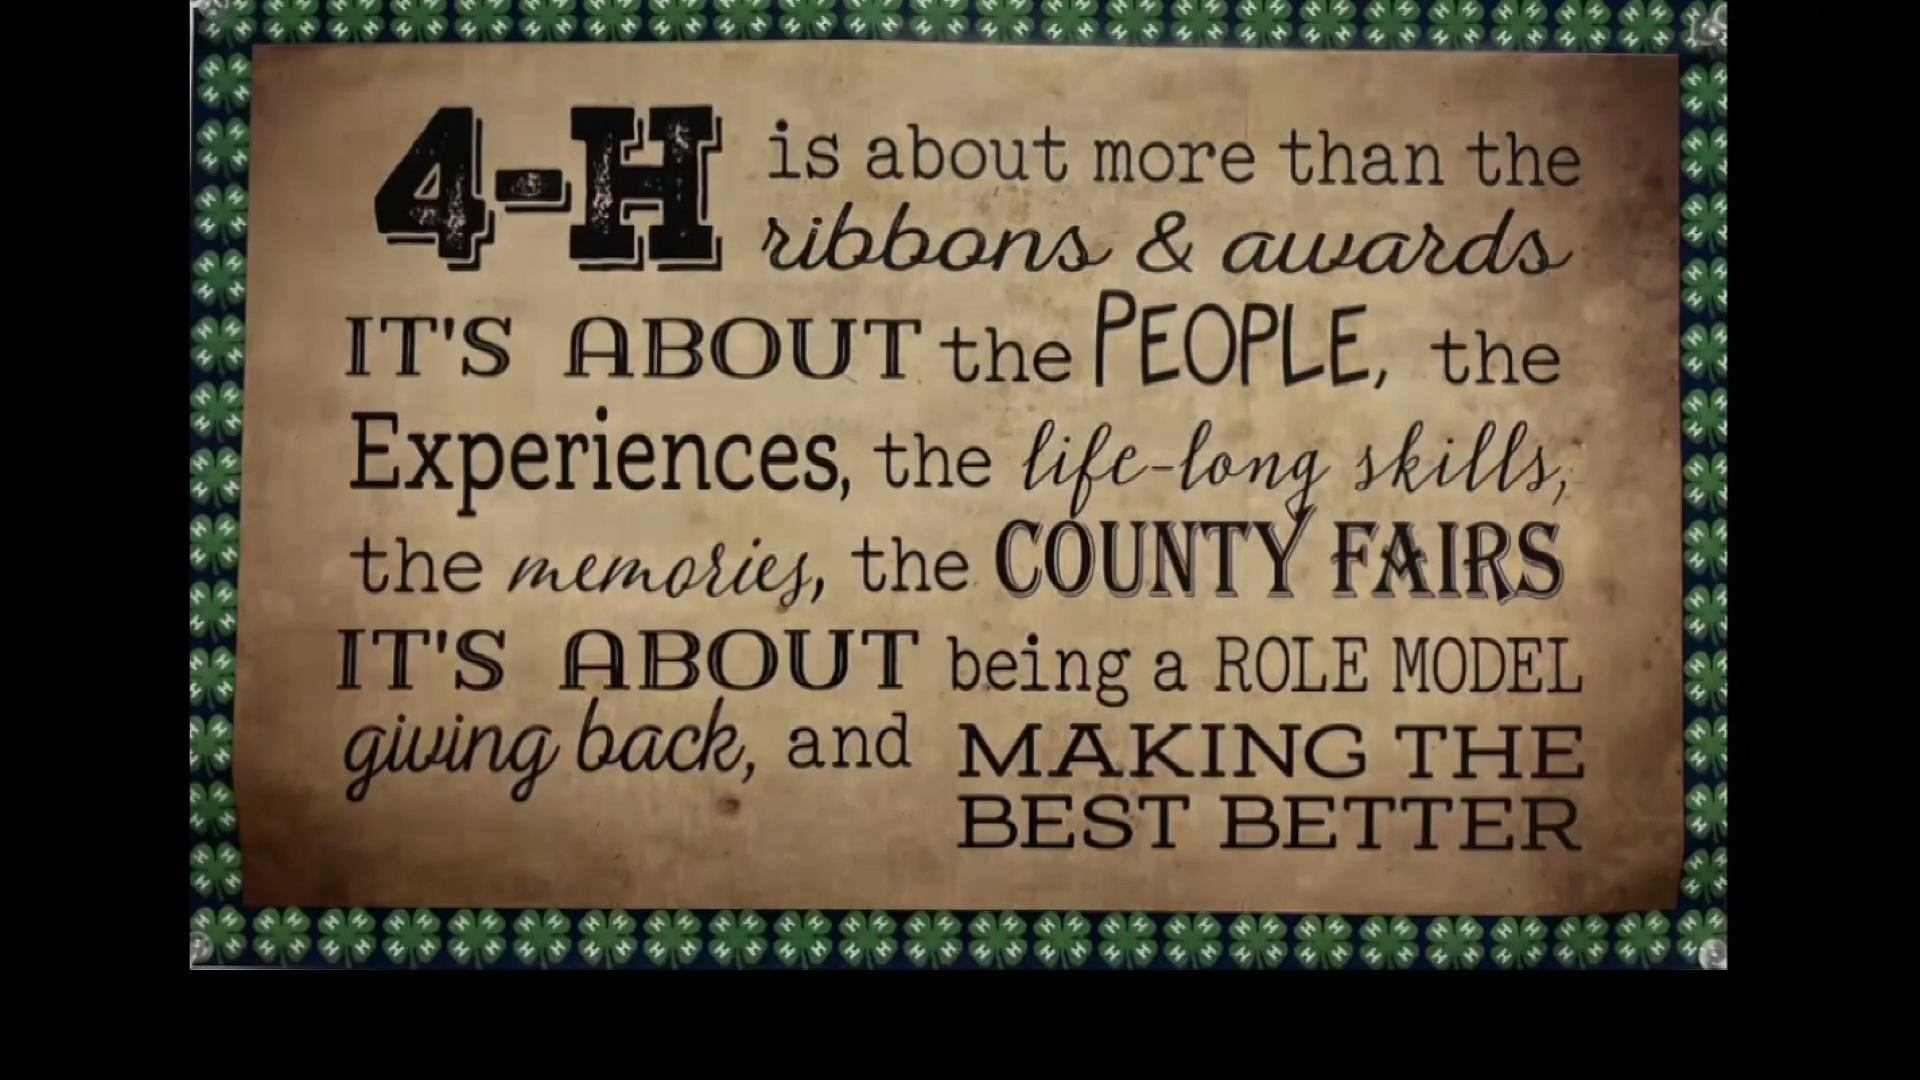 4-H is about more than the
ribbons & awards
IT'S ABOUT the PEOPLE, the
Experiences, the life-long skills,
the memories, the COUNTY FAIRS
IT'S ABOUT being a ROLE MODEL
giving back, and MAKING THE
BEST BETTER